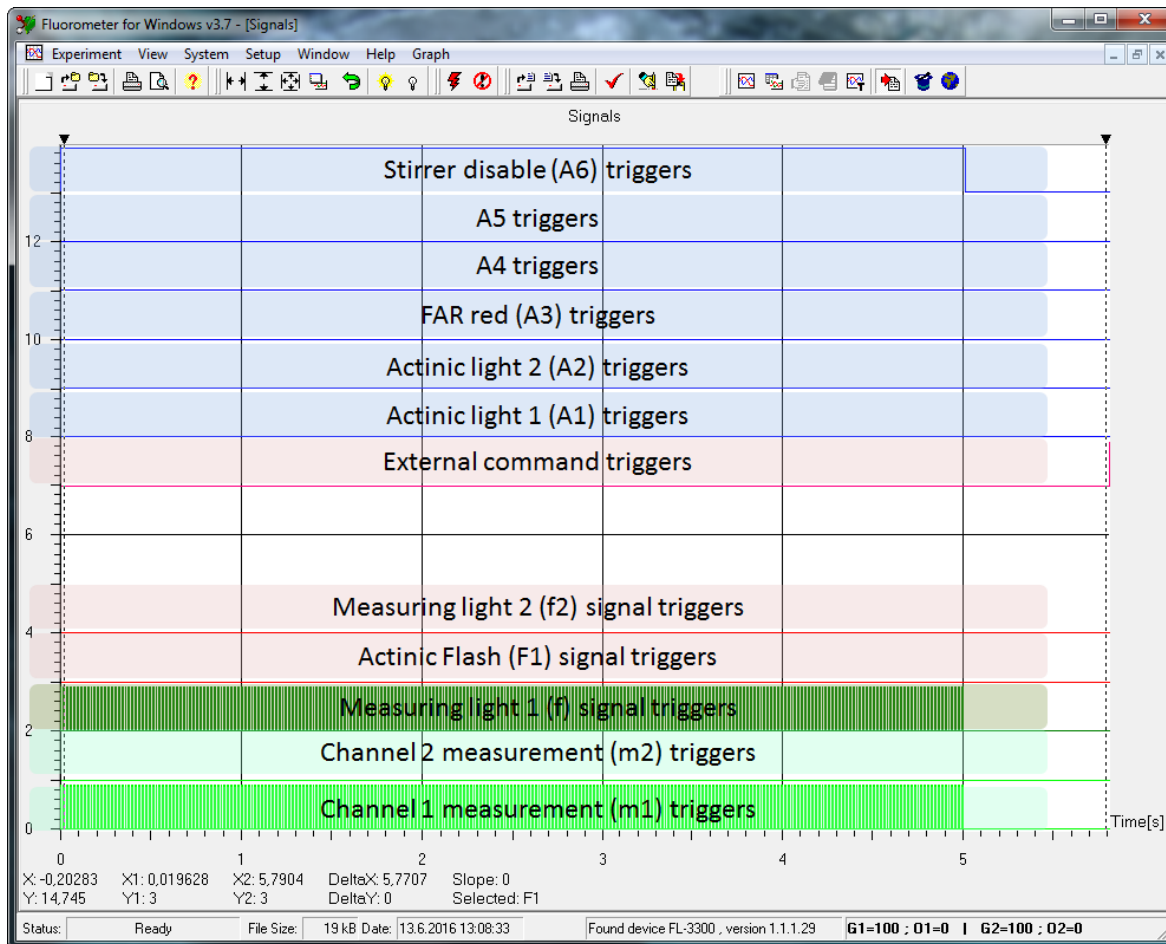 Fluorometer for Windows v3.7 - [Signals]
Experiment View System Setup Window Help Graph
Signals
Stirrer disable (A6) triggers
A5 triggers
12
A4 triggers
FAR red (A3) triggers
10
Actinic light 2 (A2) triggers
Actinic light 1 (A1) triggers
8
External command triggers
6
Measuring light 2 (f2) signal triggers
4
Actinic Flash (F1) signal triggers
Measuring light 1 (f) signal triggers
2
Channel 2 measurement (m2) triggers
Channel 1 measurement (m1) triggers
0
Time[s]
0 1 2 3 4 5
X: -0,20283 X1: 0,019628 X2: 5,7904 DeltaX: 5,7707 Slope: 0
Y: 14,745 Y1: 3 Y2: 3 DeltaY: 0 Selected: F1
Status: Ready File Size: 19 kB Date: 13.6.2016 13:08:33 Found device FL-3300 , version 1.1.1.29 G1=100 ; O1=0 | G2=100 ; O2=0